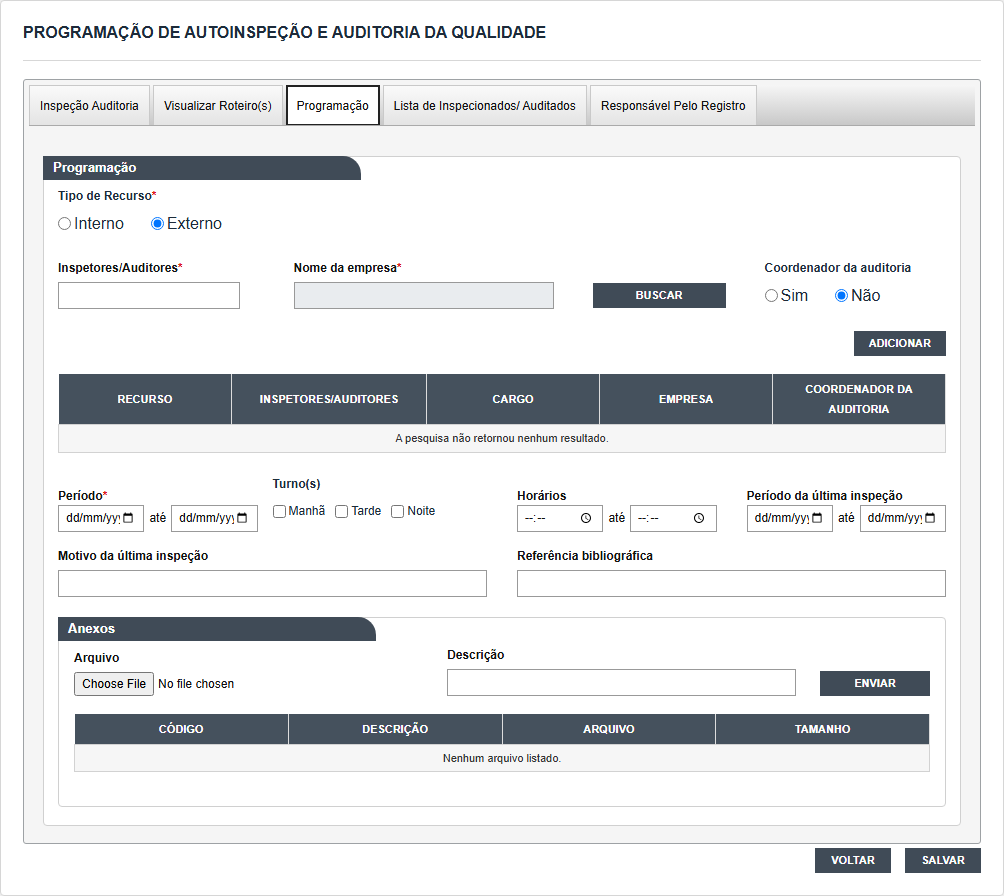 PROGRAMAÇÃO DE AUTOINSPEÇÃO E AUDITORIA DA QUALIDADE
Inspeção Auditoria Visualizar Roteiro(s) Programação Lista de Inspecionados/ Auditados Responsável Pelo Registro
Programação
Tipo de Recurso*
Interno Externo
Inspetores/Auditores* Nome da empresa* Coordenador da auditoria
BUSCAR Sim Não
ADICIONAR
RECURSO INSPETORES/AUDITORES CARGO EMPRESA COORDENADOR DA
AUDITORIA
A pesquisa não retornou nenhum resultado.
Período* Turno(s) Horários Período da última inspeção
dd/mm/yyy até dd/mm/yyy Manhã Tarde Noite --:-- até --:-- dd/mm/yyy até dd/mm/yyy
Motivo da última inspeção Referência bibliográfica
Anexos
Arquivo Descrição
Choose File No file chosen ENVIAR
CÓDIGO DESCRIÇÃO ARQUIVO TAMANHO
Nenhum arquivo listado.
VOLTAR SALVAR